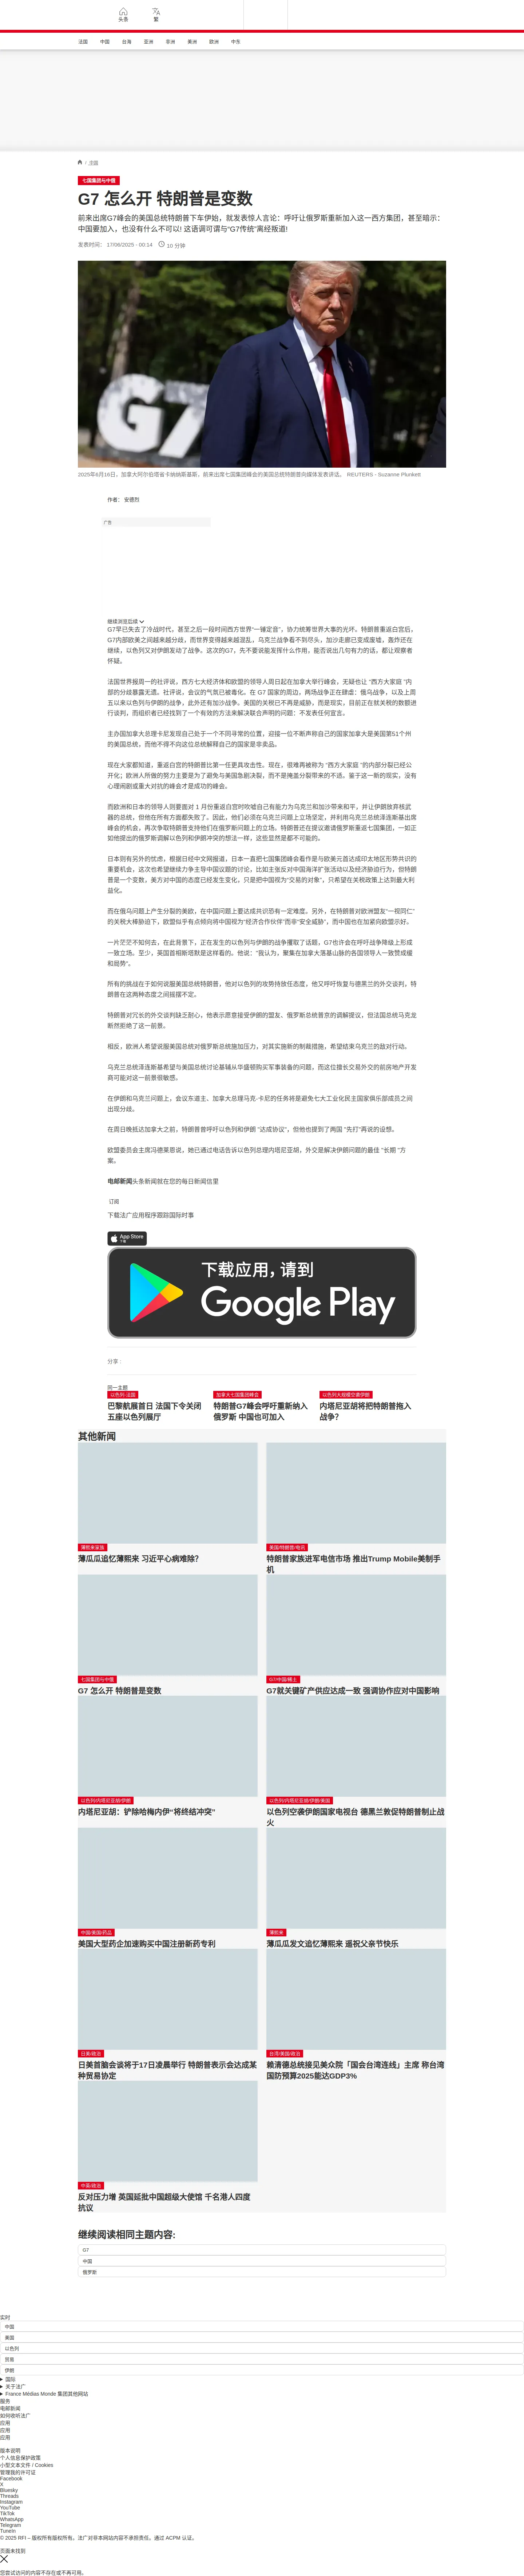 头条
繁
法国
中国
台海
亚洲
非洲
美洲
欧洲
中东
法国
七国集团与中俄
G7 怎么开 特朗普是变数
前来出席G7峰会的美国总统特朗普下车伊始，就发表惊人言论：呼吁让俄罗斯重新加入这一西方集团，甚至暗示：
中国要加入，也没有什么不可以! 这话调可谓与“G7传统”离经叛道!
发表时间： 17/06/2025 - 00:14
10 分钟
G7
2025年6月16日，加拿大阿尔伯塔省卡纳纳斯基斯，前来出席七国集团峰会的美国总统特朗普向媒体发表讲话。 REUTERS - Suzanne Plunkett
作者： 安德烈
广告
继续浏览后续
G7早已失去了冷战时代，甚至之后一段时间西方世界“一锤定音”，协力统筹世界大事的光环。特朗普重返白宫后，
G7内部欧美之间越来越分歧，而世界变得越来越混乱，乌克兰战争看不到尽头，加沙走廊已变成废墟，轰炸还在
继续，以色列又对伊朗发动了战争。这次的G7，先不要说能发挥什么作用，能否说出几句有力的话，都让观察者
怀疑。
法国世界报周一的社评说，西方七大经济体和欧盟的领导人周日起在加拿大举行峰会，无疑也让 “西方大家庭 ”内
部的分歧暴露无遗。社评说，会议的气氛已被毒化。在 G7 国家的周边，两场战争正在肆虐：俄乌战争，以及上周
五以来以色列与伊朗的战争，此外还有加沙战争。美国的关税已不再是威胁，而是现实，目前正在就关税的数额进
行谈判，而组织者已经找到了一个有效的方法来解决联合声明的问题：不发表任何宣言。
主办国加拿大总理卡尼发现自己处于一个不同寻常的位置，迎接一位不断声称自己的国家加拿大是美国第51个州
的美国总统，而他不得不向这位总统解释自己的国家是非卖品。
现在大家都知道，重返白宫的特朗普比第一任更具攻击性。现在，很难再被称为 “西方大家庭 ”的内部分裂已经公
开化；欧洲人所做的努力主要是为了避免与美国急剧决裂，而不是掩盖分裂带来的不适。鉴于这一新的现实，没有
心理闹剧或重大对抗的峰会才是成功的峰会。
而欧洲和日本的领导人则要面对 1 月份重返白宫时吹嘘自己有能力为乌克兰和加沙带来和平，并让伊朗放弃核武
器的总统，但他在所有方面都失败了。因此，他们必须在乌克兰问题上立场坚定，并利用乌克兰总统泽连斯基出席
峰会的机会，再次争取特朗普支持他们在俄罗斯问题上的立场。特朗普还在提议邀请俄罗斯重返七国集团，一如正
如他提出的俄罗斯调解以色列和伊朗冲突的想法一样，这些显然是都不可能的。
日本则有另外的忧虑，根据日经中文网报道，日本一直把七国集团峰会看作是与欧美元首达成印太地区形势共识的
重要机会，这次也希望继续力争主导中国议题的讨论，比如主张反对中国海洋扩张活动以及经济胁迫行为，但特朗
普是一个变数，美方对中国的态度已经发生变化，只是把中国视为“交易的对象”，只希望在关税政策上达到最大利
益化。
而在俄乌问题上产生分裂的美欧，在中国问题上要达成共识恐有一定难度。另外，在特朗普对欧洲盟友“一视同仁”
的关税大棒胁迫下，欧盟似乎有点倾向将中国视为“经济合作伙伴”而非“安全威胁”，而中国也在加紧向欧盟示好。
一片茫茫不知何去，在此背景下，正在发生的以色列与伊朗的战争攫取了话题，G7也许会在呼吁战争降级上形成
一致立场。至少，英国首相斯塔默是这样看的。他说：”我认为，聚集在加拿大落基山脉的各国领导人一致赞成缓
和局势”。
所有的挑战在于如何说服美国总统特朗普，他对以色列的攻势持放任态度，他又呼吁恢复与德黑兰的外交谈判，特
朗普在这两种态度之间摇摆不定。
特朗普对冗长的外交谈判缺乏耐心，他表示愿意接受伊朗的盟友、俄罗斯总统普京的调解提议，但法国总统马克龙
断然拒绝了这一前景。
相反，欧洲人希望说服美国总统对俄罗斯总统施加压力，对其实施新的制裁措施，希望结束乌克兰的敌对行动。
乌克兰总统泽连斯基希望与美国总统讨论基辅从华盛顿购买军事装备的问题，而这位擅长交易外交的前房地产开发
商可能对这一前景很敏感。
在伊朗和乌克兰问题上，会议东道主、加拿大总理马克·卡尼的任务将是避免七大工业化民主国家俱乐部成员之间
出现分歧。
在周日晚抵达加拿大之前，特朗普普呼吁以色列和伊朗 “达成协议”，但他也提到了两国 “先打”再说的设想。
欧盟委员会主席冯德莱恩说，她已通过电话告诉以色列总理内塔尼亚胡，外交是解决伊朗问题的最佳 “长期 ”方
案。
电邮新闻头条新闻就在您的每日新闻信里
订阅
下载法广应用程序跟踪国际时事
App Store
下载
下载应用，请到
Google Play
分享 :
同一主题
以色列·法国
巴黎航展首日 法国下令关闭
五座以色列展厅
加拿大七国集团峰会
特朗普G7峰会呼吁重新纳入
俄罗斯 中国也可加入
以色列大规模空袭伊朗
内塔尼亚胡将把特朗普拖入
战争？
其他新闻
薄熙来家族
薄瓜瓜追忆薄熙来 习近平心病难除?
美国/特朗普/电讯
特朗普家族进军电信市场 推出Trump Mobile美制手
机
七国集团与中俄
G7 怎么开 特朗普是变数
G7/中国/稀土
G7就关键矿产供应达成一致 强调协作应对中国影响
以色列/内塔尼亚胡/伊朗
内塔尼亚胡：铲除哈梅内伊“将终结冲突”
以色列/内塔尼亚胡/伊朗/美国
以色列空袭伊朗国家电视台 德黑兰敦促特朗普制止战
火
中国/美国/药品
美国大型药企加速购买中国注册新药专利
薄熙来
薄瓜瓜发文追忆薄熙来 遥祝父亲节快乐
日美/政治
日美首脑会谈将于17日凌晨举行 特朗普表示会达成某
种贸易协定
台湾/美国/政治
赖清德总统接见美众院「国会台湾连线」主席 称台湾
国防预算2025能达GDP3%
中英/政治
反对压力增 英国延批中国超级大使馆 千名港人四度
抗议
继续阅读相同主题内容:
G7
中国
俄罗斯
实时
中国
美国
以色列
贸易
伊朗
国际
关于法广
France Médias Monde 集团其他网站
服务
电邮新闻
如何收听法广
应用
应用
应用
版本说明
个人信息保护政策
小型文本文件 / Cookies
管理我的许可证
Facebook
X
Bluesky
Threads
Instagram
YouTube
TikTok
WhatsApp
Telegram
TuneIn
© 2025 RFI – 版权所有版权所有。法广对非本网站内容不承担责任。通过 ACPM 认证。
页面未找到
您尝试访问的内容不存在或不再可用。